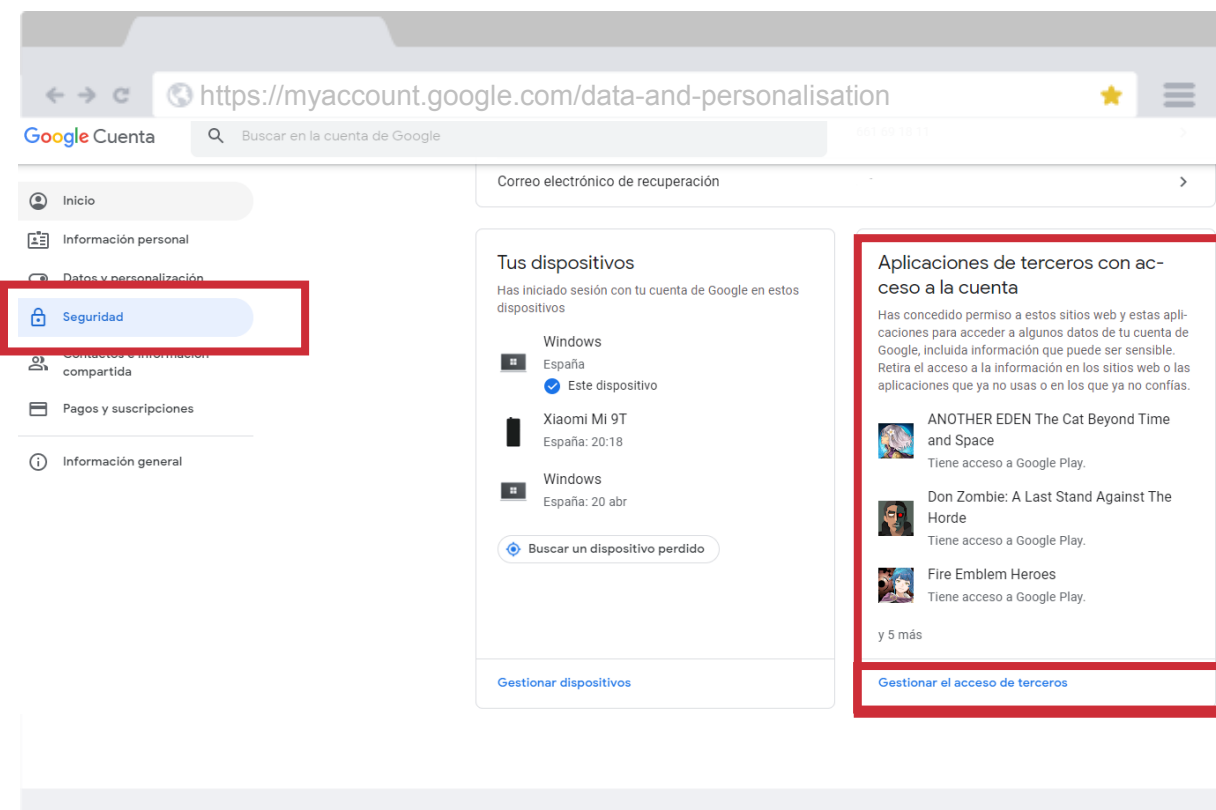 https://myaccount.google.com/data-and-personalisation
Google Cuenta
Buscar en la cuenta de Google
Inicio
Información personal
Datos y personalización
Seguridad
Contactos e información
compartida
Pagos y suscripciones
Información general
Correo electrónico de recuperación
Tus dispositivos
Has iniciado sesión con tu cuenta de Google en estos
dispositivos
Windows
España
Este dispositivo
Xiaomi Mi 9T
España: 20:18
Windows
España: 20 abr
Buscar un dispositivo perdido
Gestionar dispositivos
Aplicaciones de terceros con ac-
ceso a la cuenta
Has concedido permiso a estos sitios web y estas apli-
caciones para acceder a algunos datos de tu cuenta de
Google, incluida información que puede ser sensible.
Retira el acceso a la información en los sitios web o las
aplicaciones que ya no usas o en los que ya no confías.
ANOTHER EDEN The Cat Beyond Time
and Space
Tiene acceso a Google Play.
Don Zombie: A Last Stand Against The
Horde
Tiene acceso a Google Play.
Fire Emblem Heroes
Tiene acceso a Google Play.
y 5 más
Gestionar el acceso de terceros